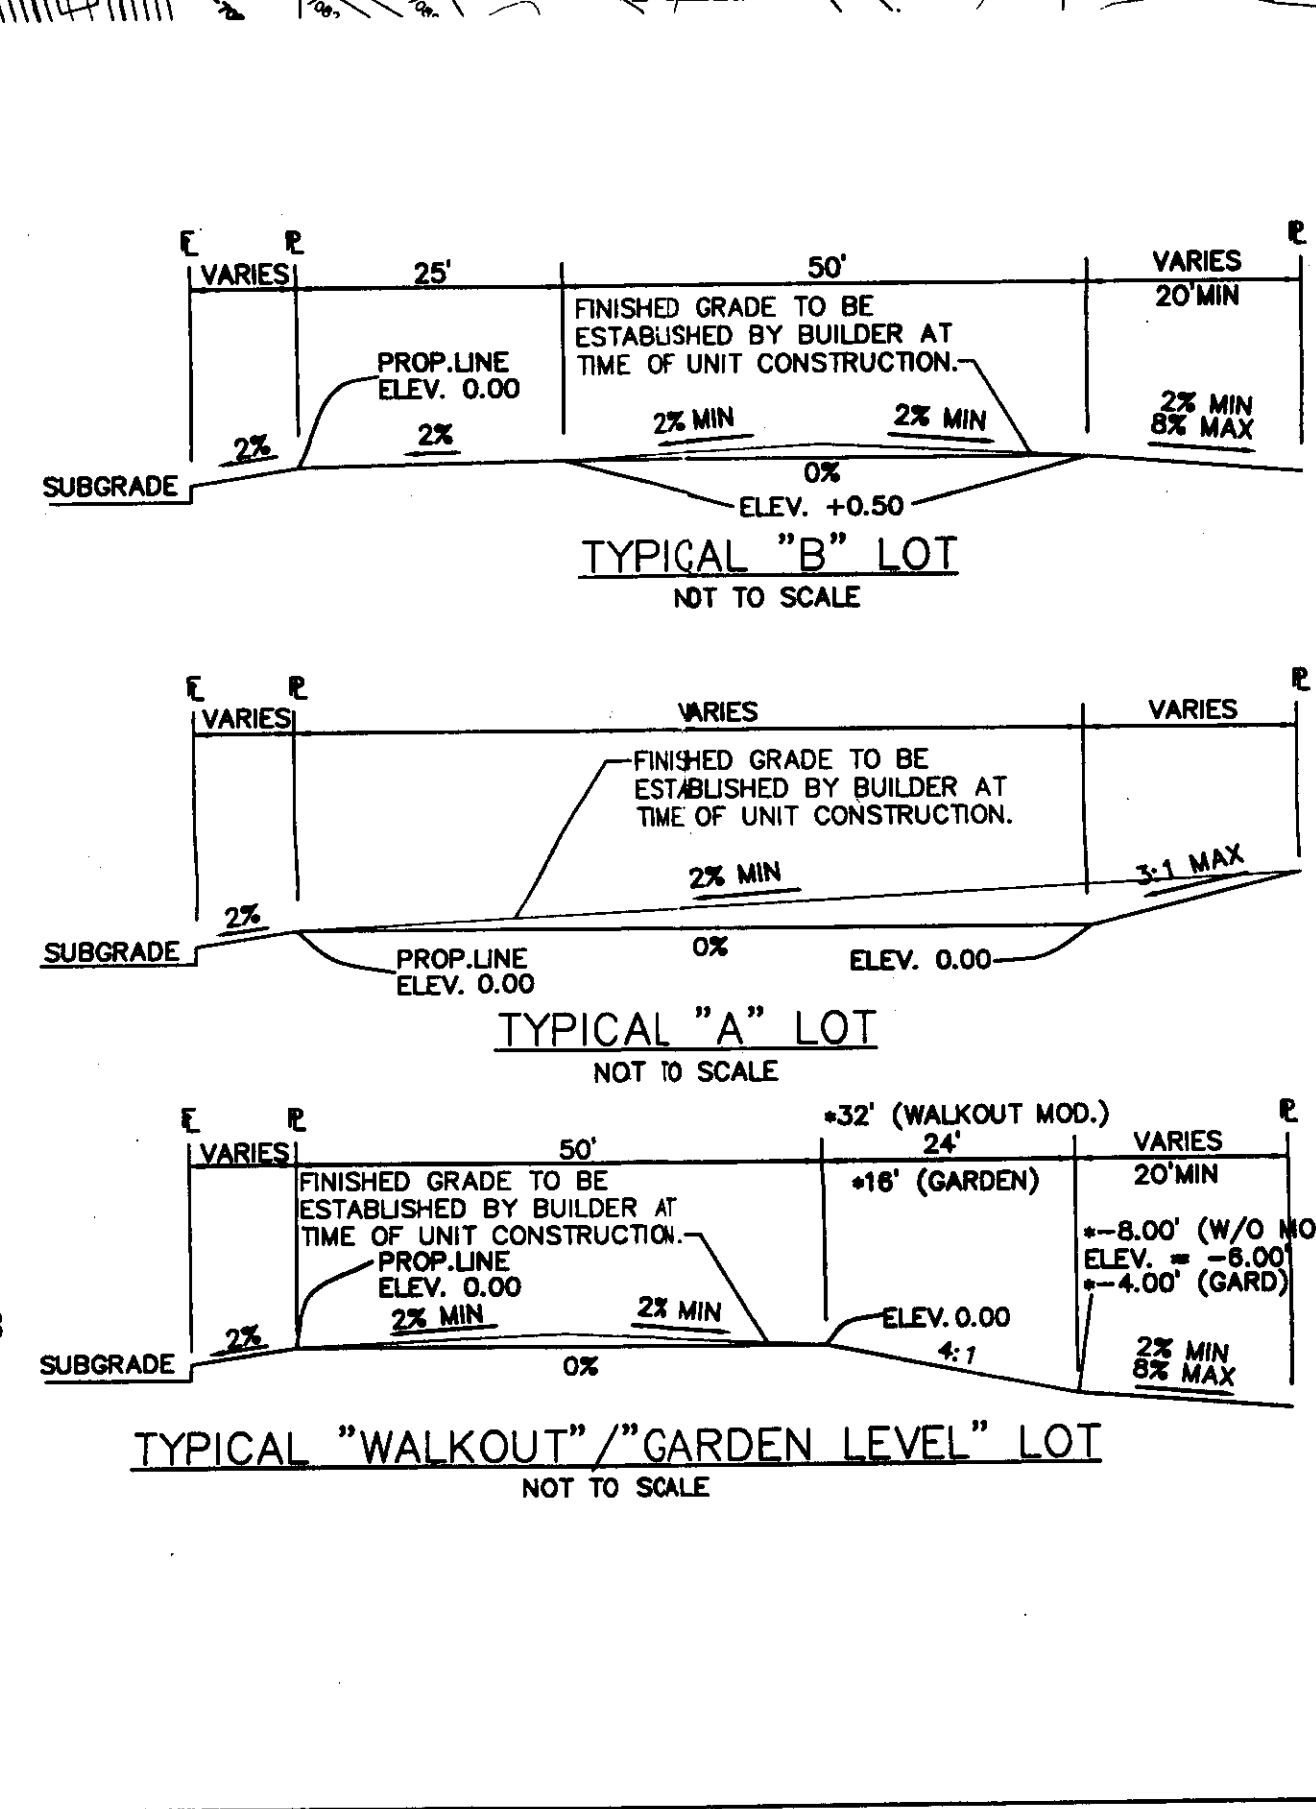 VARIES
25'
50'
VARIES
20'MIN
FINISHED GRADE TO BE
ESTABLISHED BY BUILDER AT
TIME OF UNIT CONSTRUCTION.
PROP.LINE
ELEV. 0.00
2%
2%
2% MIN
2% MIN
2% MIN
8% MAX
SUBGRADE
0%
ELEV. +0.50
TYPICAL "B" LOT
NOT TO SCALE
VARIES
VARIES
VARIES
FINISHED GRADE TO BE
ESTABLISHED BY BUILDER AT
TIME OF UNIT CONSTRUCTION.
2%
2% MIN
3:1 MAX
SUBGRADE
PROP.LINE
ELEV. 0.00
0%
ELEV. 0.00
TYPICAL "A" LOT
NOT TO SCALE
VARIES
50'
*32' (WALKOUT MOD.)
24'
*16' (GARDEN)
VARIES
20'MIN
FINISHED GRADE TO BE
ESTABLISHED BY BUILDER AT
TIME OF UNIT CONSTRUCTION.
PROP.LINE
ELEV. 0.00
*-8.00' (W/O MO
ELEV. = -6.00'
*-4.00' (GARD)
2%
2% MIN
2% MIN
ELEV. 0.00
4:1
2% MIN
8% MAX
SUBGRADE
0%
TYPICAL "WALKOUT"/"GARDEN LEVEL" LOT
NOT TO SCALE